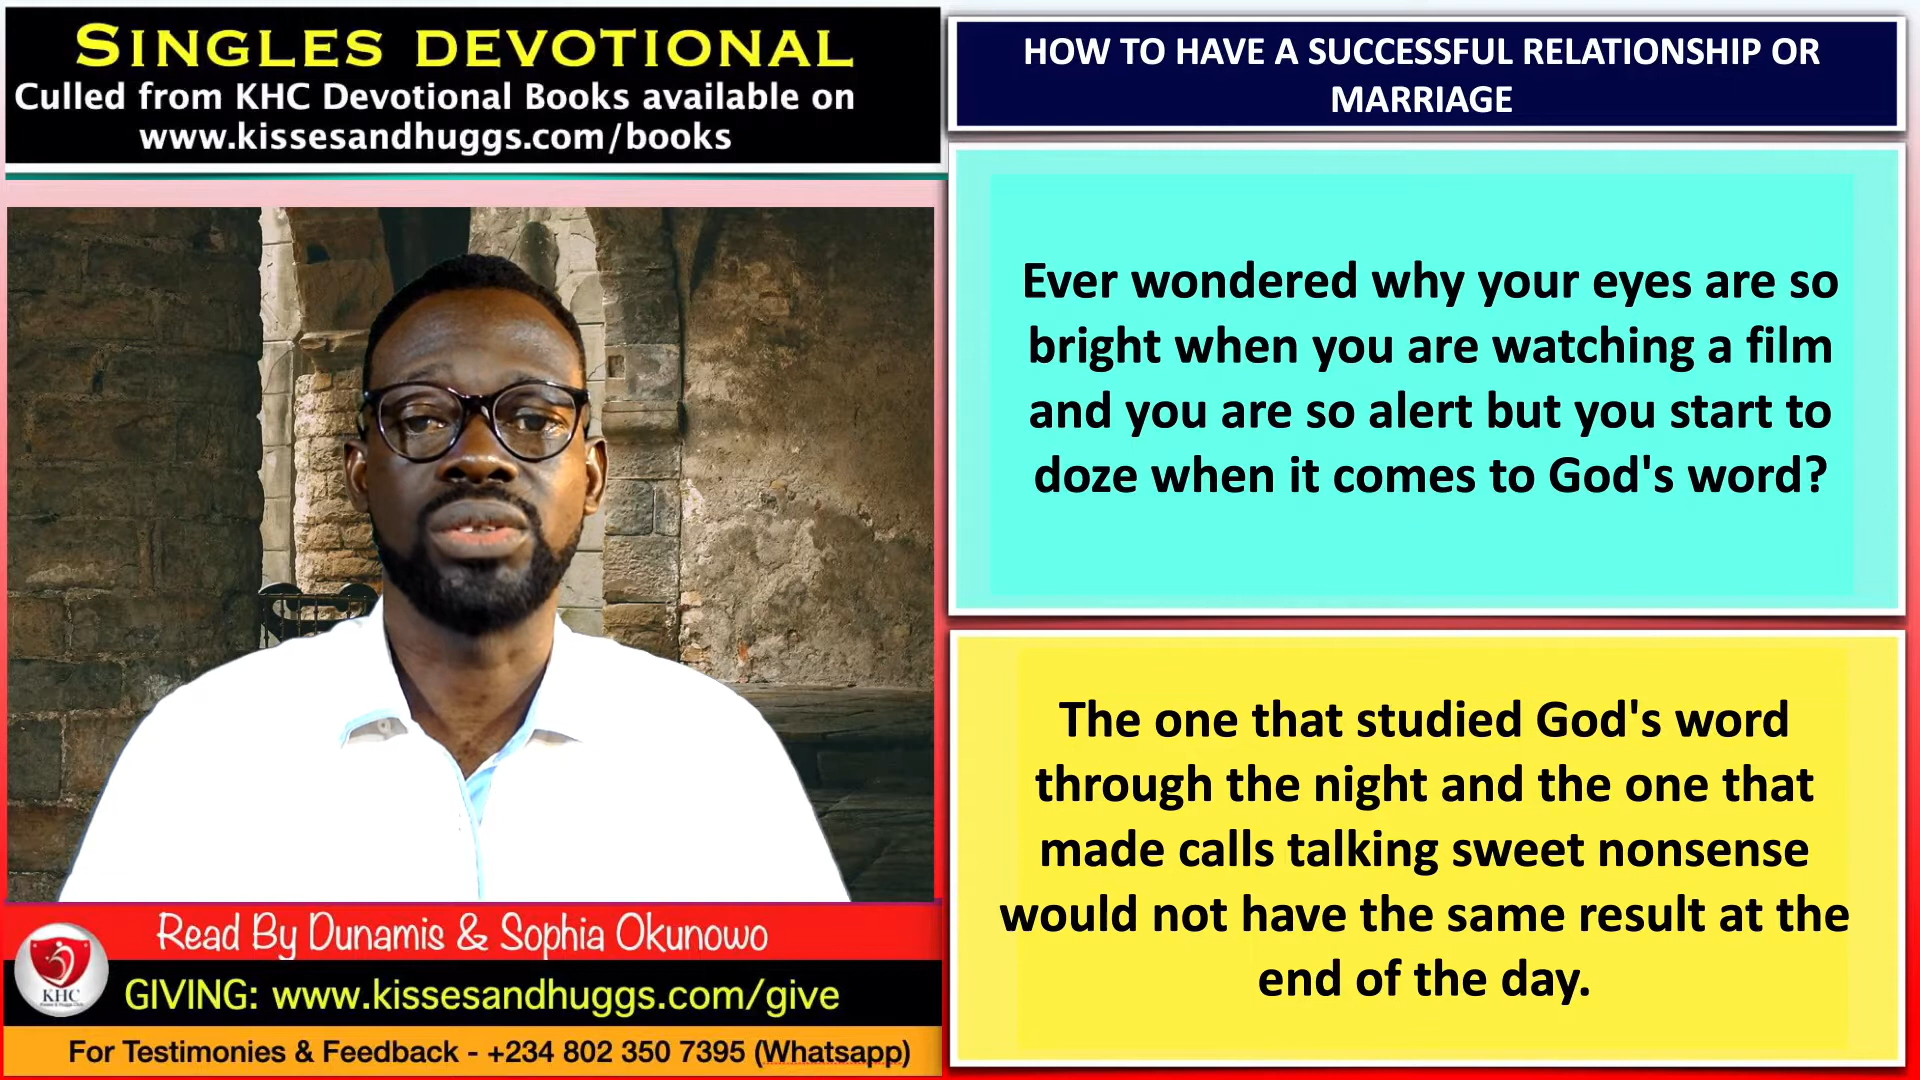 SINGLES DEVOTIONAL
Culled from KHC Devotional Books available on
www.kissesandhuggs.com/books
Read By Dunamis & Sophia Okunowo
KHC
GIVING: www.kissesandhuggs.com/give
For Testimonies & Feedback - +234 802 350 7395 (Whatsapp)
HOW TO HAVE A SUCCESSFUL RELATIONSHIP OR
MARRIAGE
Ever wondered why your eyes are so
bright when you are watching a film
and you are so alert but you start to
doze when it comes to God's word?
The one that studied God's word
through the night and the one that
made calls talking sweet nonsense
would not have the same result at the
end of the day.